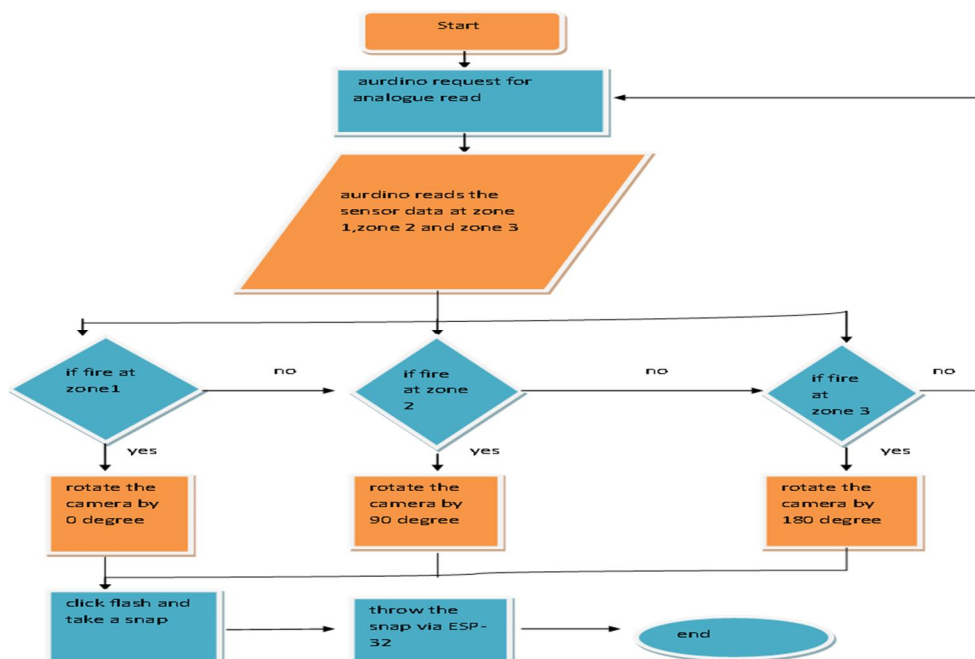 Start
aurdino request for
analogue read
aurdino reads the
sensor data at zone
1,zone 2 and zone 3
if fire at
zone1
no
if fire
at zone
2
no
if fire
at
zone 3
no
yes
yes
yes
rotate the
camera by
0 degree
rotate the
camera by
90 degree
rotate the
camera by
180 degree
click flash and
take a snap
throw the
snap via ESP-
32
end